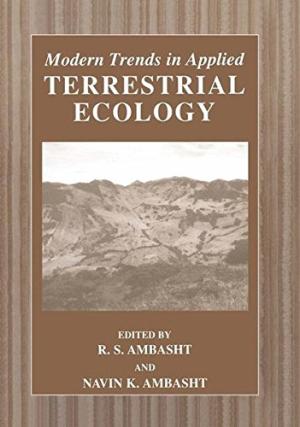 Modern Trends in Applied
TERRESTRIAL
ECOLOGY
EDITED BY
R. S. AMBASHT
AND
NAVIN K. AMBASHT